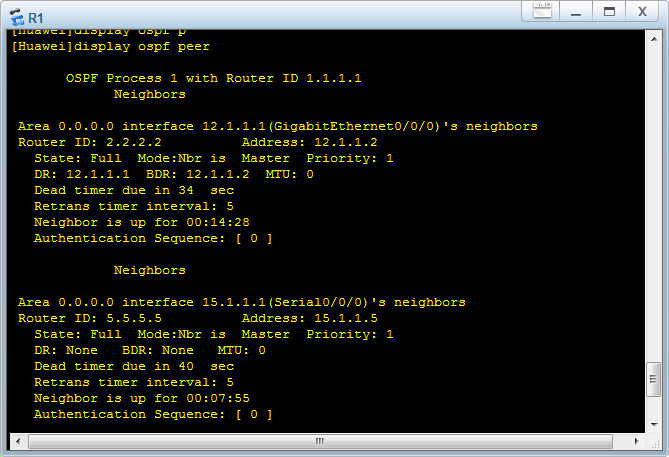 R1
[Huawei]display ospf p
[Huawei]display ospf peer
OSPF Process 1 with Router ID 1.1.1.1
Neighbors
Area 0.0.0.0 interface 12.1.1.1(GigabitEthernet0/0/0)'s neighbors
Router ID: 2.2.2.2          Address: 12.1.1.2
State: Full  Mode:Nbr is  Master  Priority: 1
DR: 12.1.1.1  BDR: 12.1.1.2  MTU: 0
Dead timer due in 34  sec
Retrans timer interval: 5
Neighbor is up for 00:14:28
Authentication Sequence: [ 0 ]
Neighbors
Area 0.0.0.0 interface 15.1.1.1(Serial0/0/0)'s neighbors
Router ID: 5.5.5.5          Address: 15.1.1.5
State: Full  Mode:Nbr is  Master  Priority: 1
DR: None   BDR: None   MTU: 0
Dead timer due in 40  sec
Retrans timer interval: 5
Neighbor is up for 00:07:55
Authentication Sequence: [ 0 ]